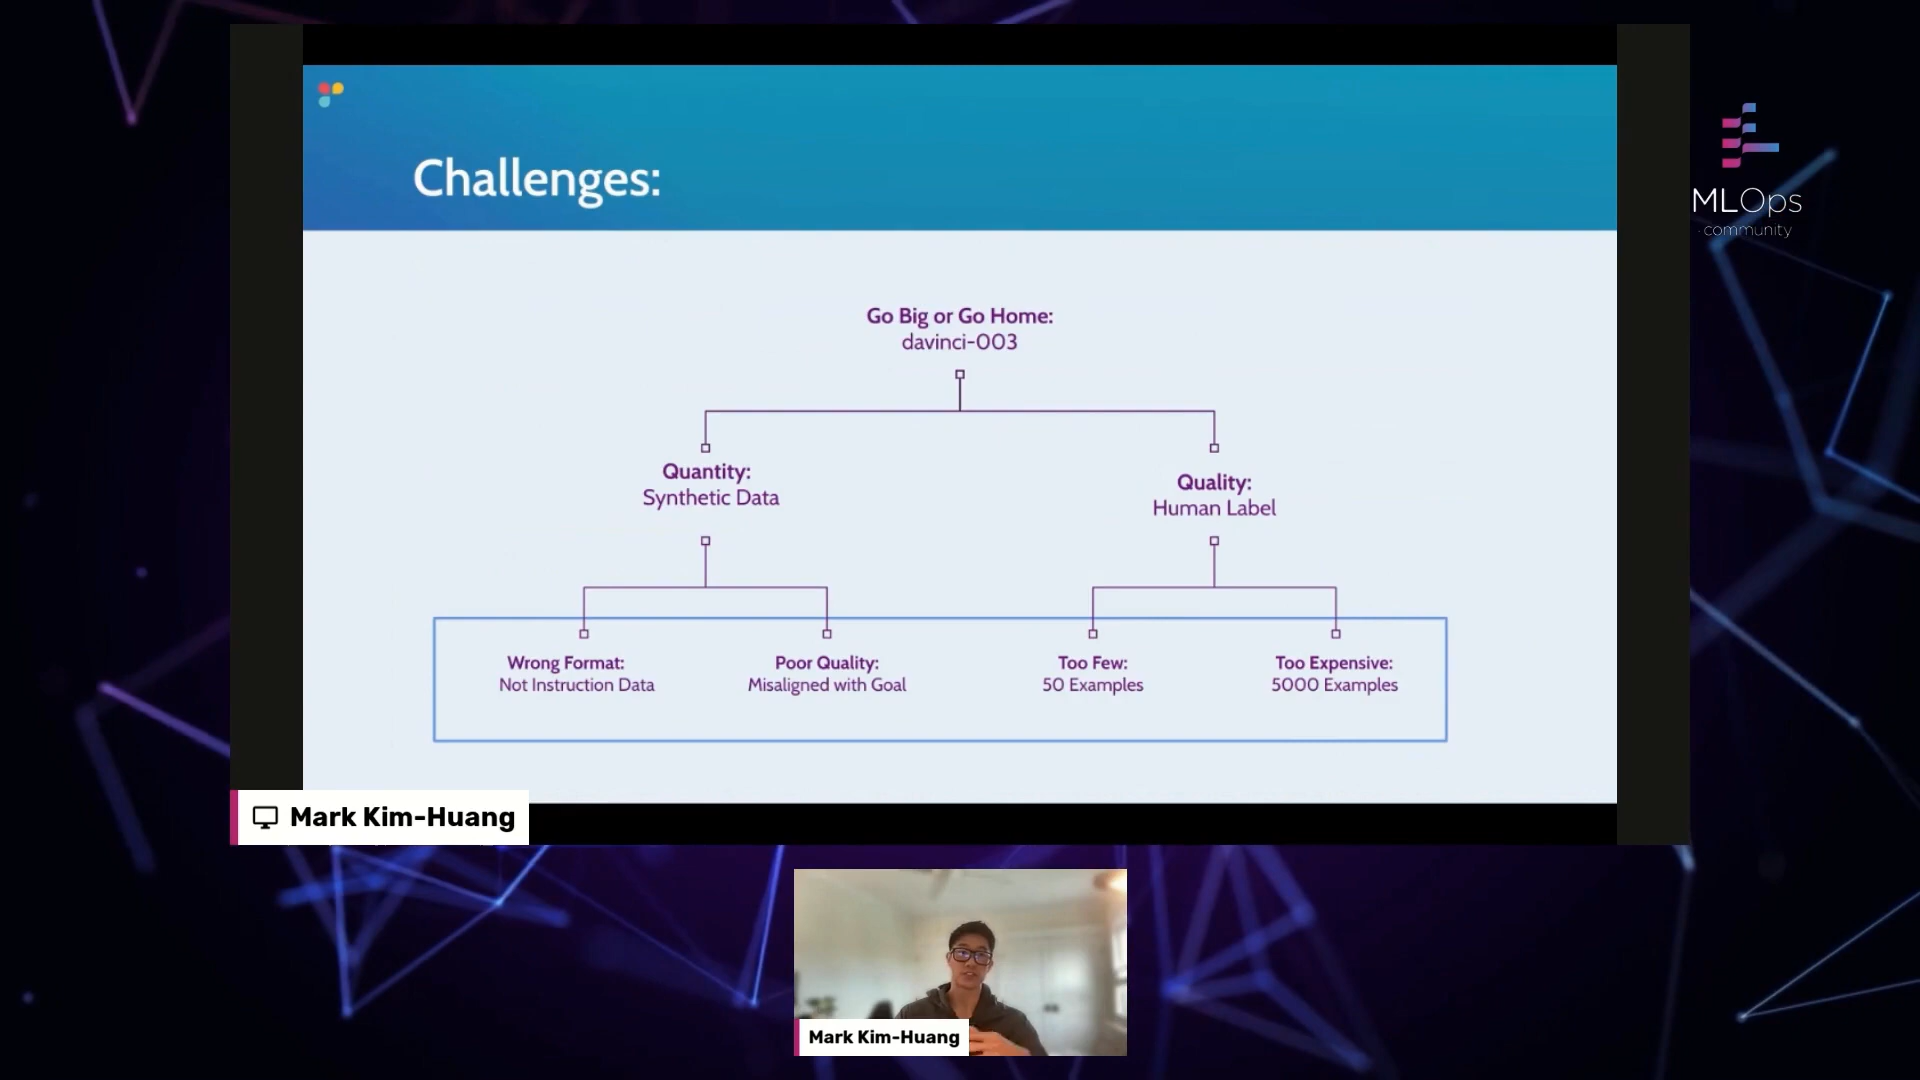 Challenges:
MLOps
community
Go Big or Go Home:
davinci-003
Quantity:
Synthetic Data
Quality:
Human Label
Wrong Format:
Not Instruction Data
Poor Quality:
Misaligned with Goal
Too Few:
50 Examples
Too Expensive:
5000 Examples
Mark Kim-Huang
Mark Kim-Huang